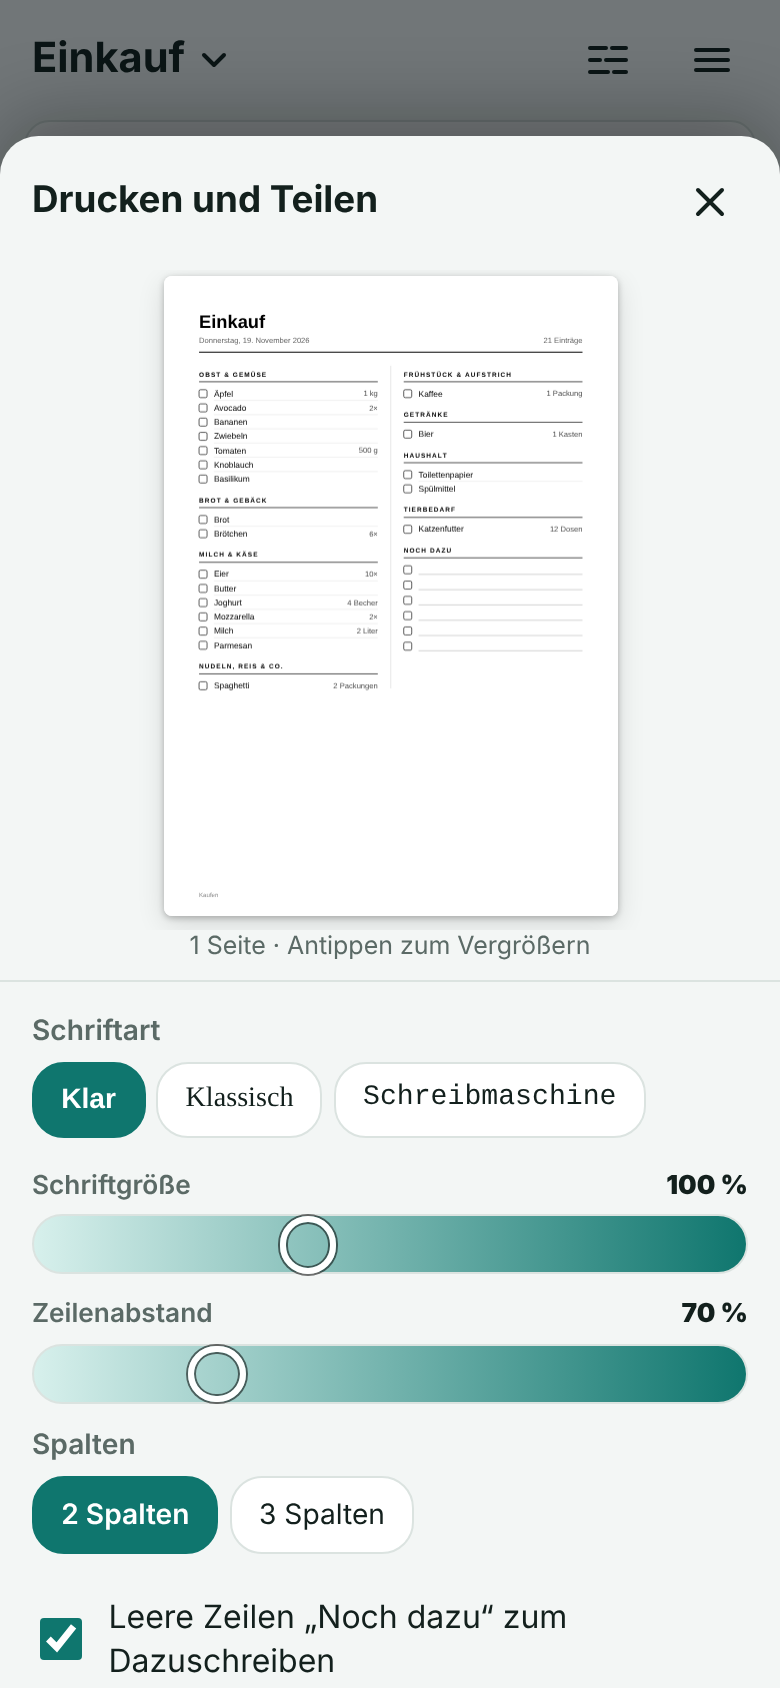 Einkauf
Drucken und Teilen
Einkauf
Donnerstag, 19. November 2026
21 Einträge
OBST & GEMÜSE
Äpfel 1 kg
Avocado 2×
Bananen
Zwiebeln
Tomaten 500 g
Knoblauch
Basilikum
BROT & GEBÄCK
Brot
Brötchen 6×
MILCH & KÄSE
Eier 10×
Butter
Joghurt 4 Becher
Mozzarella 2×
Milch 2 Liter
Parmesan
NUDELN, REIS & CO.
Spaghetti 2 Packungen
FRÜHSTÜCK & AUFSTRICH
Kaffee 1 Packung
GETRÄNKE
Bier 1 Kasten
HAUSHALT
Toilettenpapier
Spülmittel
TIERBEDARF
Katzenfutter 12 Dosen
NOCH DAZU
Kaufen
1 Seite · Antippen zum Vergrößern
Schriftart
Klar Klassisch Schreibmaschine
Schriftgröße 100 %
Zeilenabstand 70 %
Spalten
2 Spalten 3 Spalten
Leere Zeilen „Noch dazu“ zum
Dazuschreiben